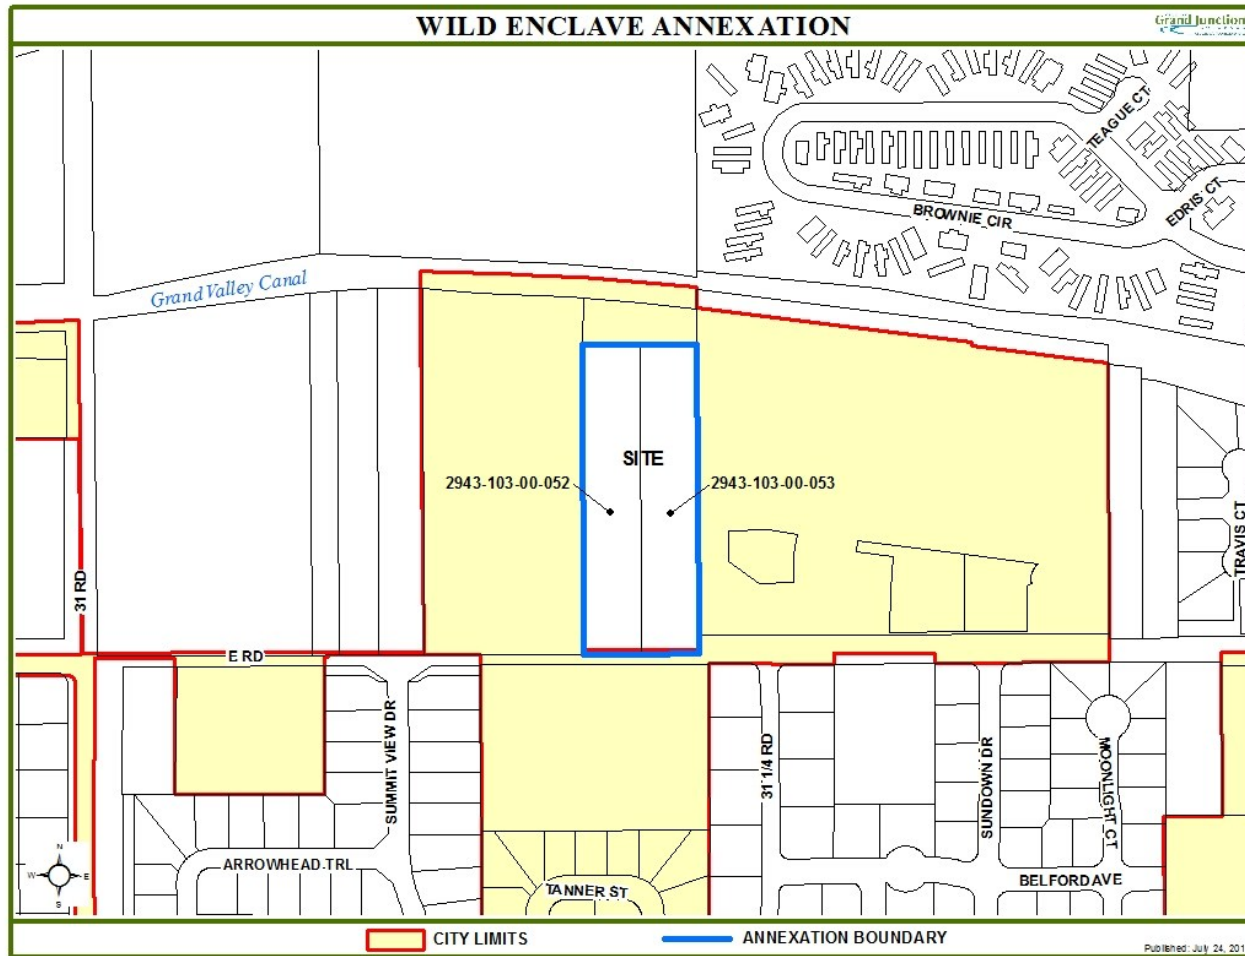 WILD ENCLAVE ANNEXATION
Grand Junction
TEAGUE CT
EDRIS CT
BROWNIE CIR
Grand Valley Canal
SITE
2943-103-00-052
2943-103-00-053
TRAVIS CT
31 RD
E RD
SUMMIT VIEW DR
31 1/4 RD
SUNDOWN DR
MOONLIGHT CT
N
W
E
S
ARROWHEAD TRL
TANNER ST
BELFORD AVE
CITY LIMITS
ANNEXATION BOUNDARY
Published: July 24, 201